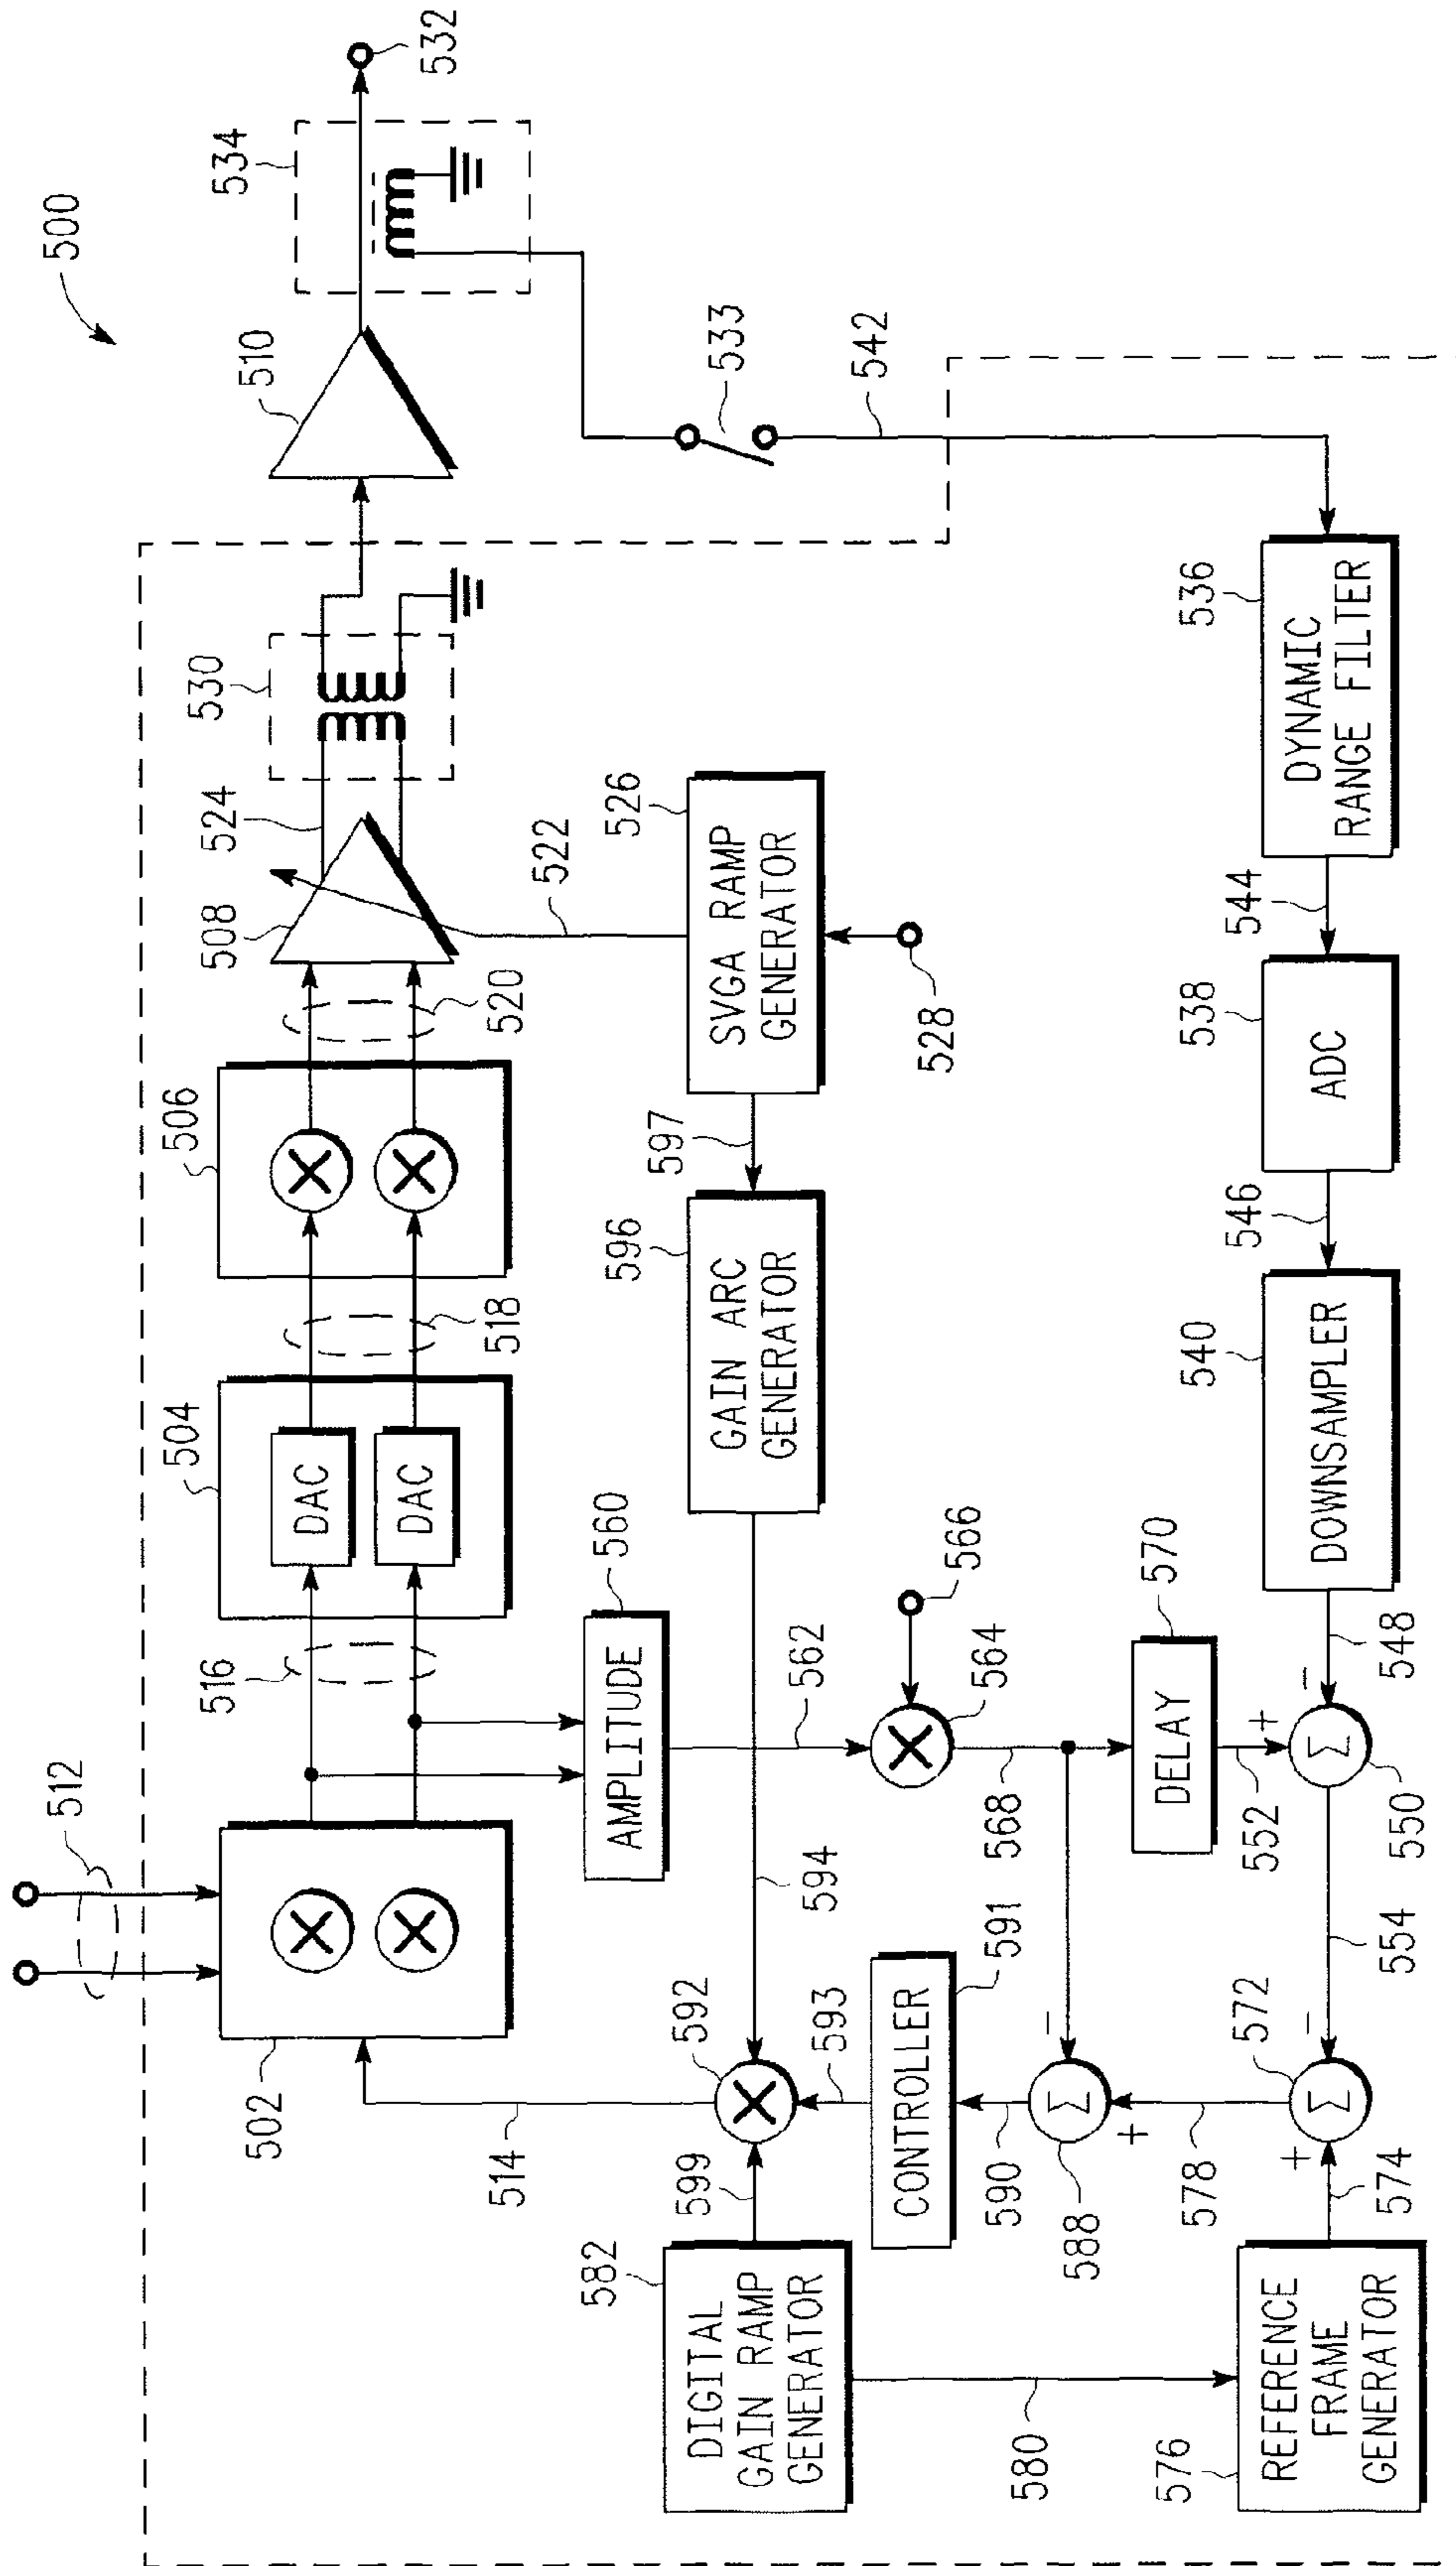 500
512
502
516
504
DAC
DAC
518
506
520
508
524
530
510
534
532
533
542
514
560
AMPLITUDE
522
526
SVGA RAMP
GENERATOR
528
597
596
GAIN ARC
GENERATOR
594
562
566
564
568
570
DELAY
552
592
599
593
591
CONTROLLER
590
588
Σ
−
+
578
582
DIGITAL
GAIN RAMP
GENERATOR
580
576
REFERENCE
FRAME
GENERATOR
574
+
572
Σ
−
554
550
Σ
+
−
548
540
DOWNSAMPLER
546
538
ADC
544
536
DYNAMIC
RANGE FILTER